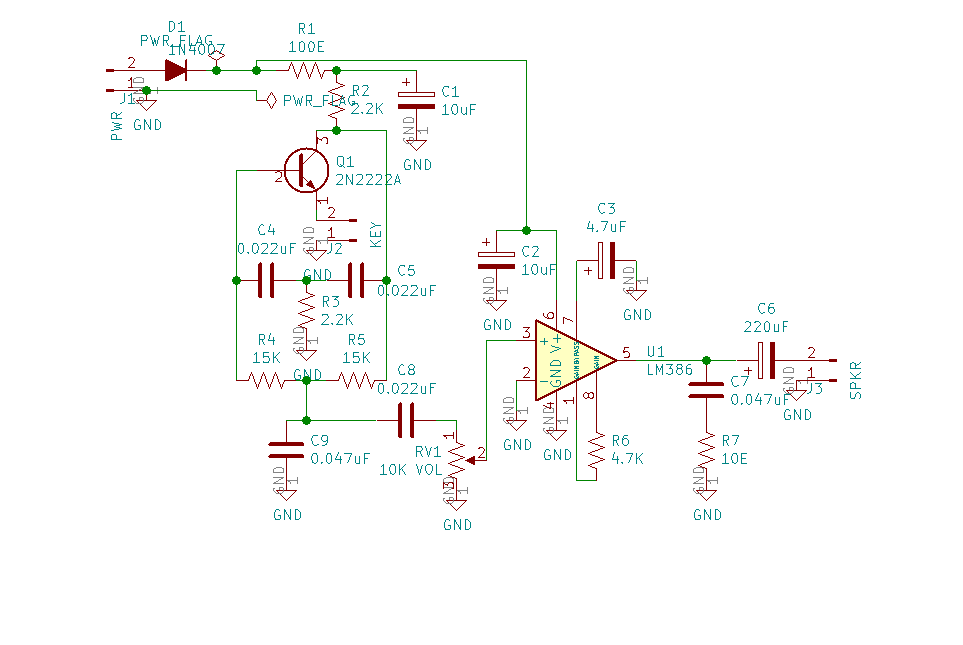 D1
PWR_FLAG
1N4007
2
1
J1
PWR
GND
GND
PWR_FLAG
R1
100E
R2
2.2K
C1
10uF
GND
1
GND
3
Q1
2N2222A
2
1
2
1
J2
KEY
GND
GND
C4
0.022uF
C5
0.022uF
R3
2.2K
GND
1
GND
R4
15K
R5
15K
C8
0.022uF
C9
0.047uF
GND
1
GND
RV1
10K VOL
1
2
3
GND
1
GND
C2
10uF
GND
1
GND
C3
4.7uF
GND
1
GND
6
7
3
2
5
4
1
8
+
-
GND
V+
BYPASS
GAIN
GAIN
U1
LM386
GND
1
GND
GND
GND
R6
4.7K
C6
220uF
C7
0.047uF
R7
10E
GND
1
GND
2
1
J3
SPKR
GND
GND